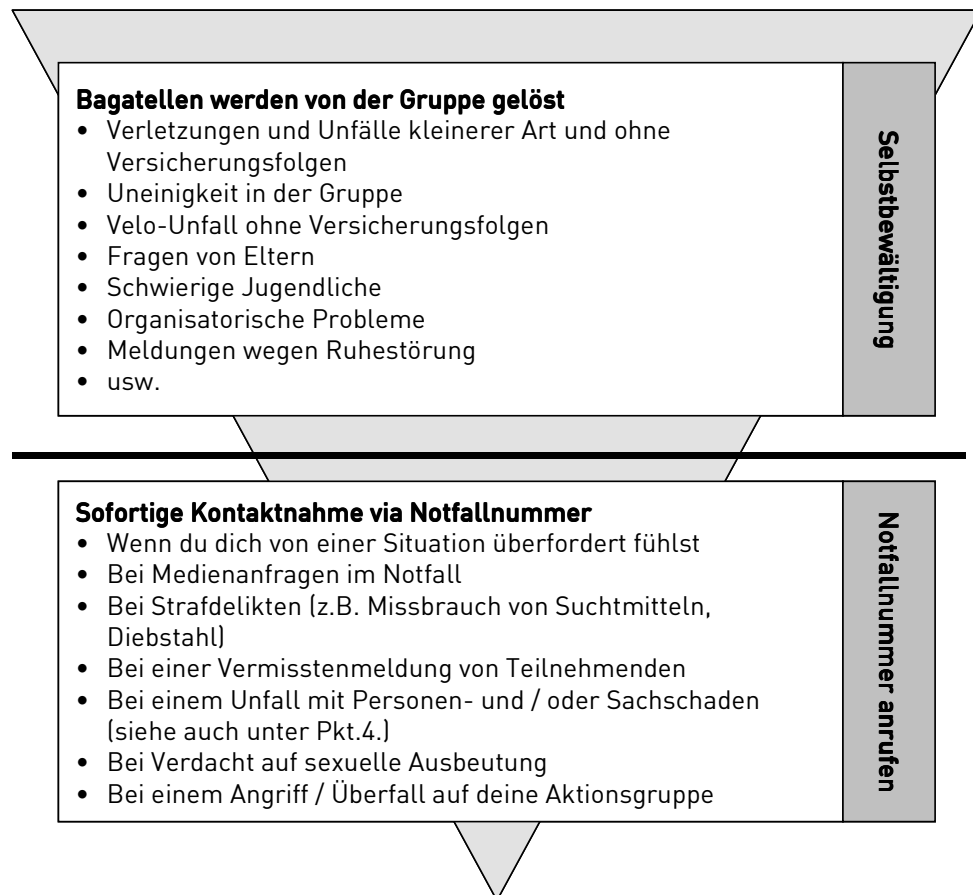 Bagatellen werden von der Gruppe gelöst
• Verletzungen und Unfälle kleinerer Art und ohne
Versicherungsfolgen
• Uneinigkeit in der Gruppe
• Velo-Unfall ohne Versicherungsfolgen
• Fragen von Eltern
• Schwierige Jugendliche
• Organisatorische Probleme
• Meldungen wegen Ruhestörung
• usw.
Selbstbewältigung
Sofortige Kontaktnahme via Notfallnummer
• Wenn du dich von einer Situation überfordert fühlst
• Bei Medienanfragen im Notfall
• Bei Strafdelikten (z.B. Missbrauch von Suchtmitteln,
Diebstahl)
• Bei einer Vermisstenmeldung von Teilnehmenden
• Bei einem Unfall mit Personen- und / oder Sachschaden
(siehe auch unter Pkt.4.)
• Bei Verdacht auf sexuelle Ausbeutung
• Bei einem Angriff / Überfall auf deine Aktionsgruppe
Notfallnummer anrufen